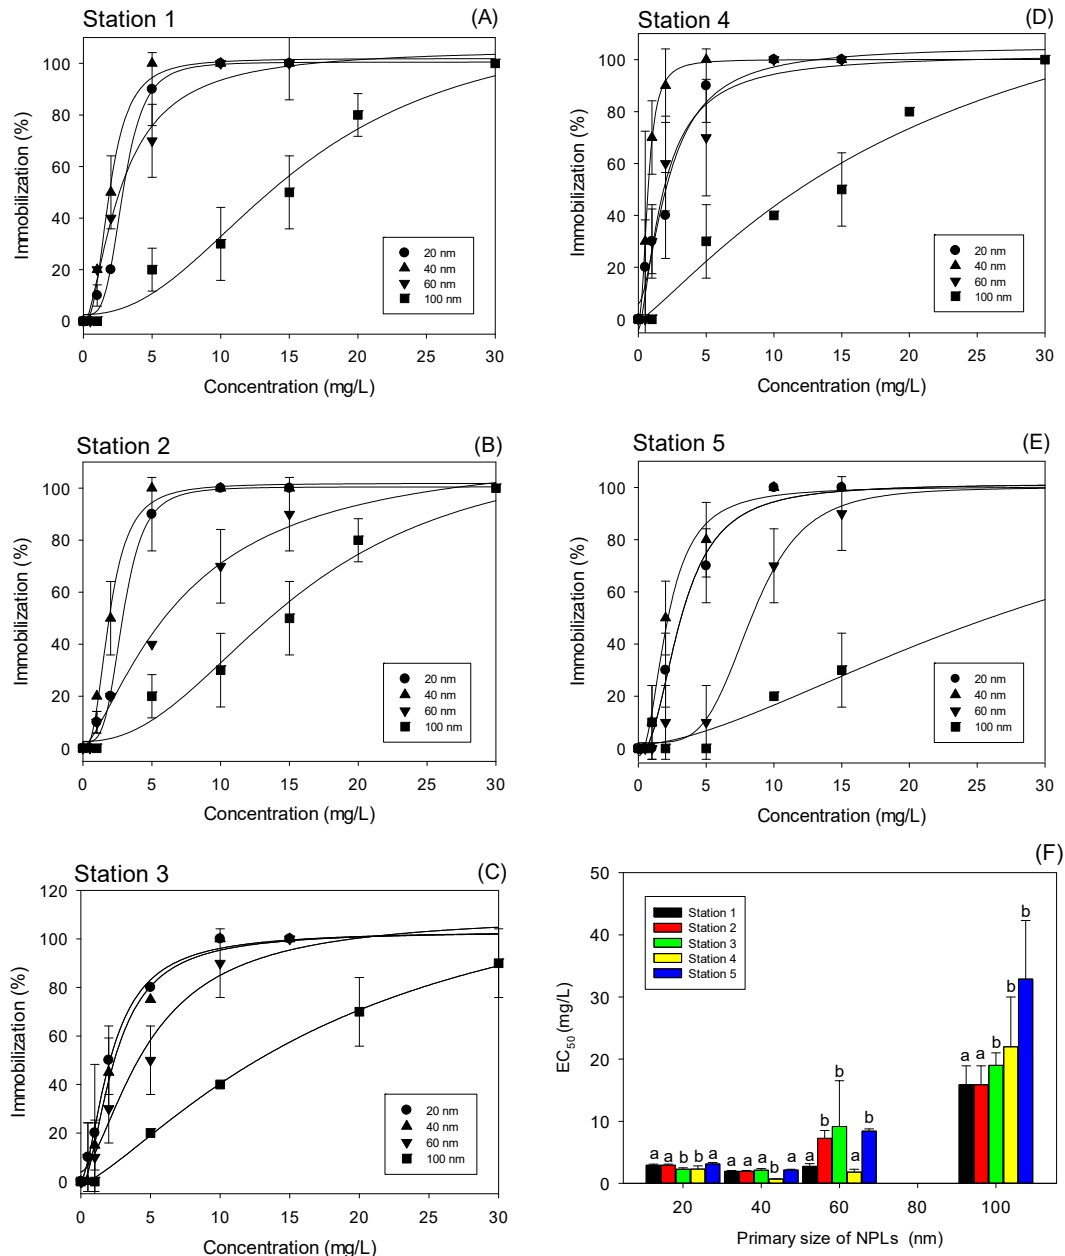 Station 1
(A)
Immobilization (%)
100
80
60
40
20
0
20 nm
40 nm
60 nm
100 nm
0 5 10 15 20 25 30
Concentration (mg/L)
Station 4
(D)
Immobilization (%)
100
80
60
40
20
0
20 nm
40 nm
60 nm
100 nm
0 5 10 15 20 25 30
Concentration (mg/L)
Station 2
(B)
Immobilization (%)
100
80
60
40
20
0
20 nm
40 nm
60 nm
100 nm
0 5 10 15 20 25 30
Concentration (mg/L)
Station 5
(E)
Immobilization (%)
100
80
60
40
20
0
20 nm
40 nm
60 nm
100 nm
0 5 10 15 20 25 30
Concentration (mg/L)
Station 3
(C)
Immobilization (%)
120
100
80
60
40
20
0
20 nm
40 nm
60 nm
100 nm
0 5 10 15 20 25 30
Concentration (mg/L)
(F)
EC50 (mg/L)
50
40
30
20
10
0
Station 1
Station 2
Station 3
Station 4
Station 5
a a b b a a a a b a a b b a b a a b b b
20 40 60 80 100
Primary size of NPLs (nm)